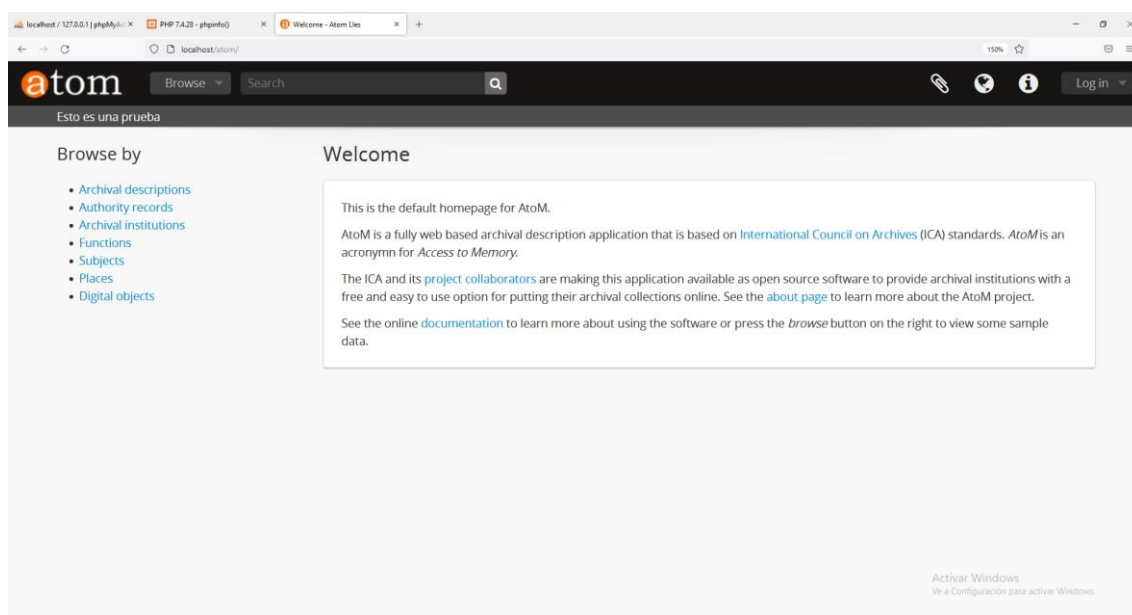 localhost / 127.0.0.1 | phpMyAd
PHP 7.4.28 - phpinfo()
Welcome - Atom Lles
localhost/atom/
150%
atom
Browse
Search
Log in
Esto es una prueba
Browse by
Archival descriptions
Authority records
Archival institutions
Functions
Subjects
Places
Digital objects
Welcome
This is the default homepage for AtoM.
AtoM is a fully web based archival description application that is based on International Council on Archives (ICA) standards. AtoM is an
acronymn for Access to Memory.
The ICA and its project collaborators are making this application available as open source software to provide archival institutions with a
free and easy to use option for putting their archival collections online. See the about page to learn more about the AtoM project.
See the online documentation to learn more about using the software or press the browse button on the right to view some sample
data.
Activar Windows
Ve a Configuración para activar Windows.